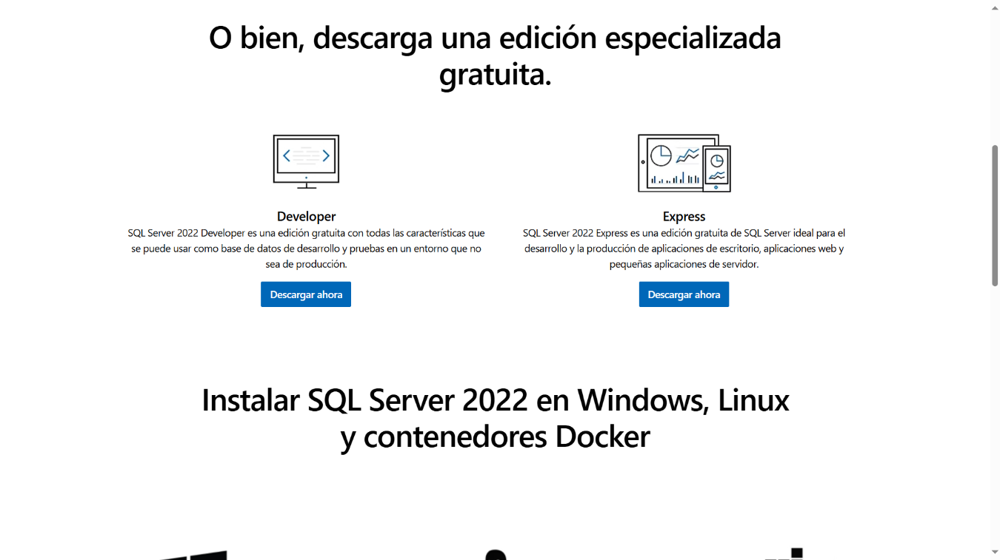 O bien, descarga una edición especializada
gratuita.
Developer
SQL Server 2022 Developer es una edición gratuita con todas las características que
se puede usar como base de datos de desarrollo y pruebas en un entorno que no
sea de producción.
Descargar ahora
Express
SQL Server 2022 Express es una edición gratuita de SQL Server ideal para el
desarrollo y la producción de aplicaciones de escritorio, aplicaciones web y
pequeñas aplicaciones de servidor.
Descargar ahora
Instalar SQL Server 2022 en Windows, Linux
y contenedores Docker